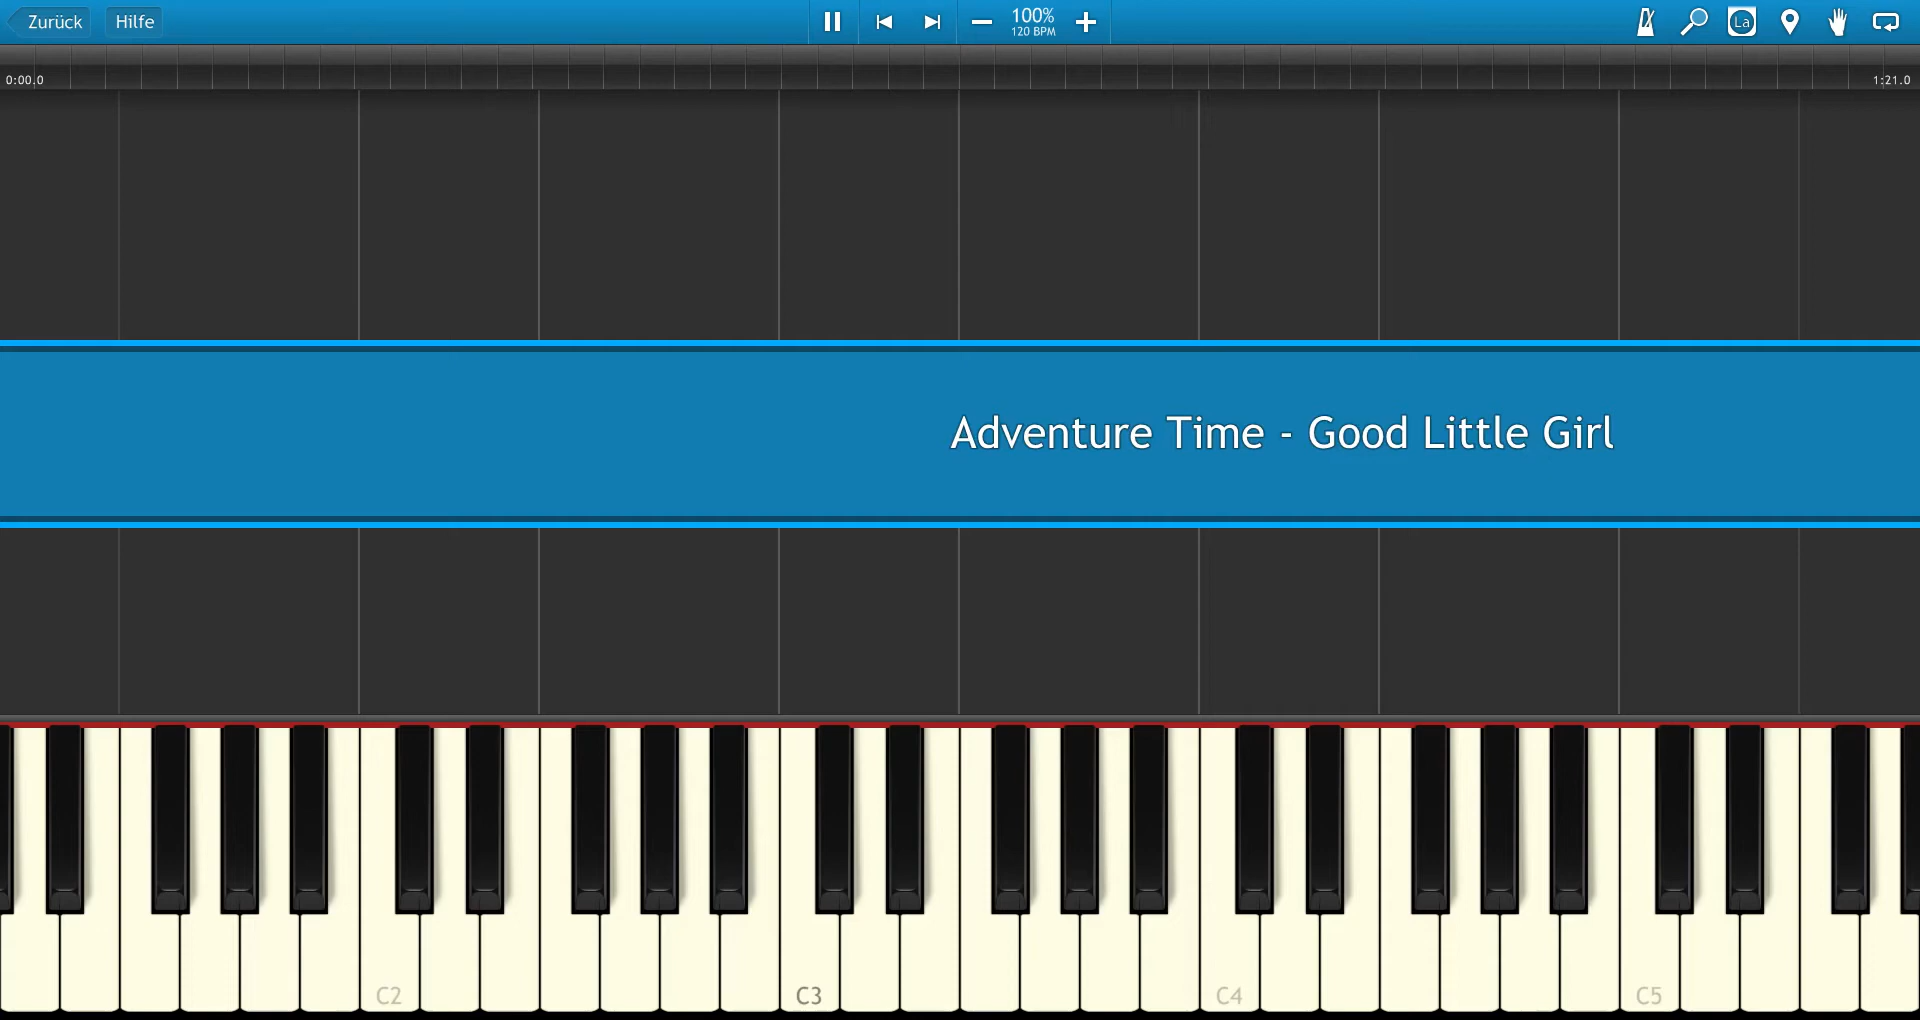 Zurück Hilfe 100% La
120 BPM
0:00.0 1:21.0
Adventure Time - Good Little Girl
C2 C3 C4 C5